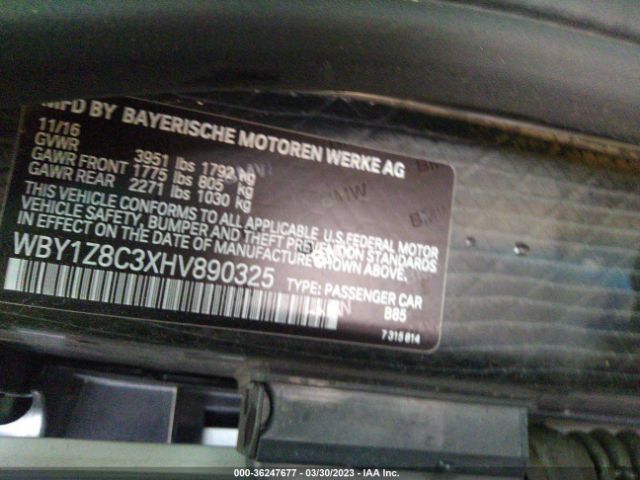 MFD BY BAYERISCHE MOTOREN WERKE AG
11/16
GVWR 3951 lbs 1792 kg
GAWR FRONT 1775 lbs 805 kg
GAWR REAR 2271 lbs 1030 kg
THIS VEHICLE CONFORMS TO ALL APPLICABLE U.S.FEDERAL MOTOR
VEHICLE SAFETY, BUMPER AND THEFT PREVENTION STANDARDS
IN EFFECT ON THE DATE OF MANUFACTURE SHOWN ABOVE.
WBY1Z8C3XHV890325
TYPE: PASSENGER CAR
B85
7315814
000-36247677 - 03/30/2023 - IAA Inc.